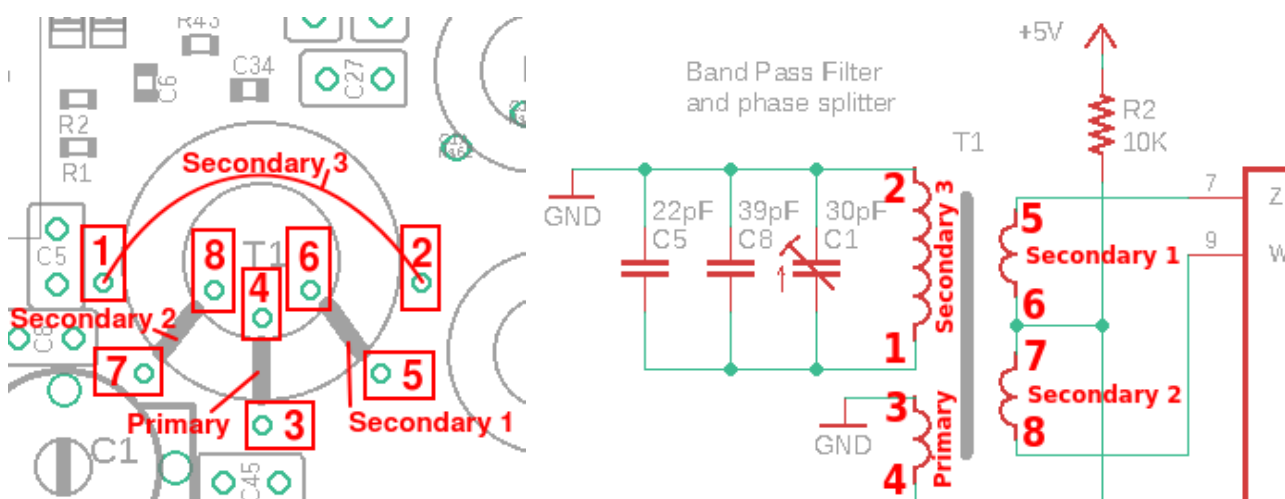 R43
C6
C34
C27
R2
R1
Secondary 3
C5
1
8
T1
4
6
2
Secondary 2
C8
7
5
Primary
3
Secondary 1
C1
C45
+5V
Band Pass Filter
and phase splitter
R2
10K
T1
GND
22pF
C5
39pF
C8
30pF
C1
2
Secondary 3
1
5
Secondary 1
6
7
Secondary 2
8
3
GND
Primary
4
7
Z
9
W